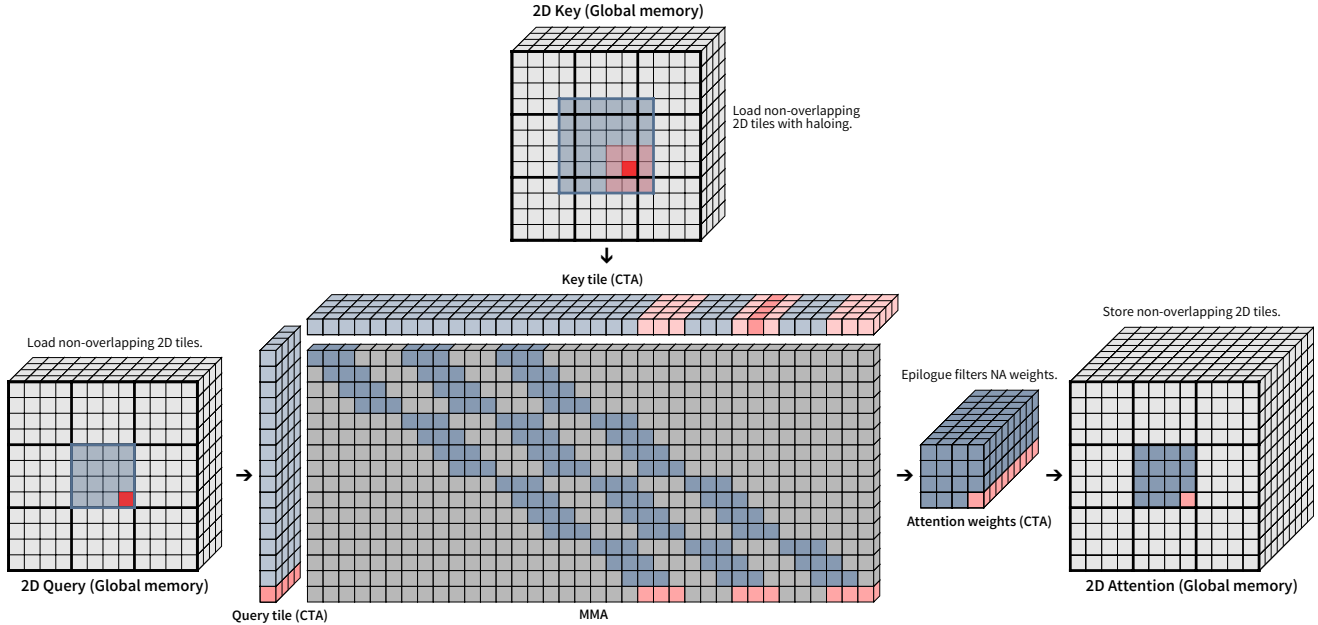 2D Key (Global memory)
Load non-overlapping
2D tiles with haloing.
Key tile (CTA)
Load non-overlapping 2D tiles.
Store non-overlapping 2D tiles.
Epilogue filters NA weights.
Attention weights (CTA)
2D Query (Global memory)
2D Attention (Global memory)
Query tile (CTA)
MMA